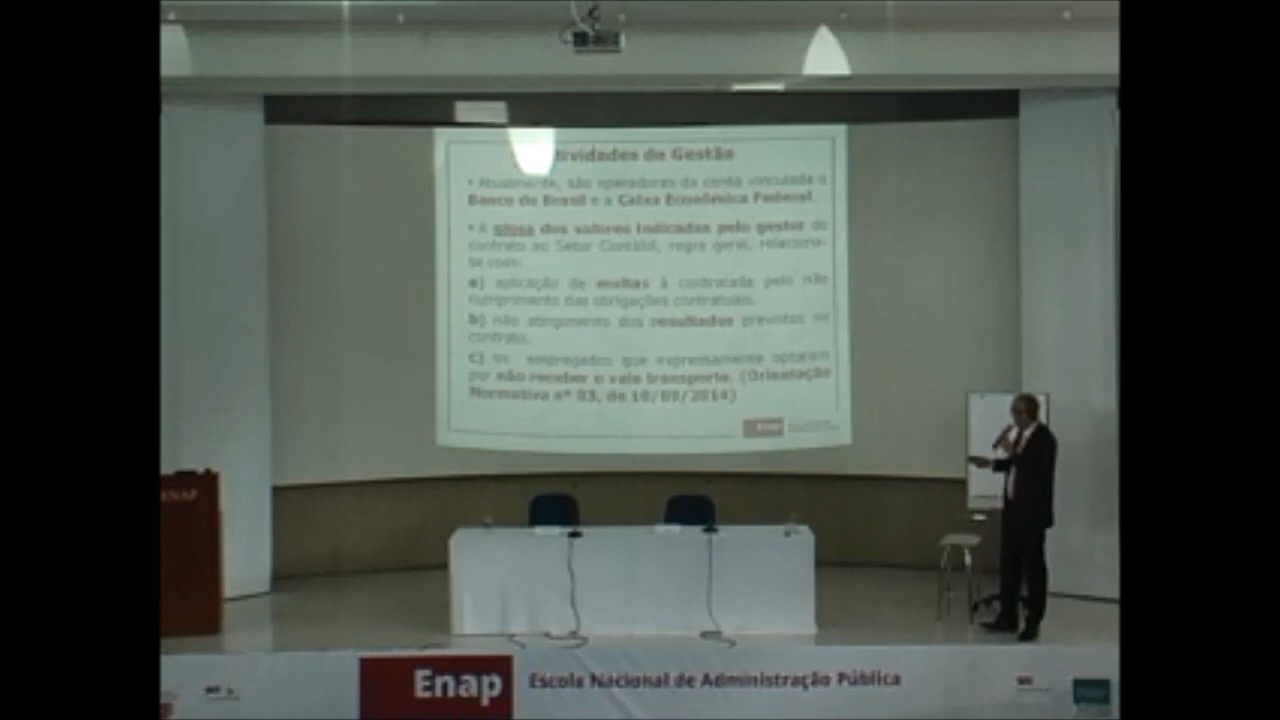 Atividades de Gestão
• Atualmente, são operadoras da conta vinculada o
Banco do Brasil e a Caixa Econômica Federal.
• A glosa dos valores indicados pelo gestor do
contrato ao Setor Contábil, regra geral, relaciona-
se com:
a) aplicação de multas à contratada pelo não
cumprimento das obrigações contratuais.
b) não atingimento dos resultados previstos no
contrato.
c) os empregados que expressamente optaram
por não receber o vale transporte. (Orientação
Normativa nº 03, de 10/09/2014)
Enap
ENAP
Enap Escola Nacional de Administração Pública